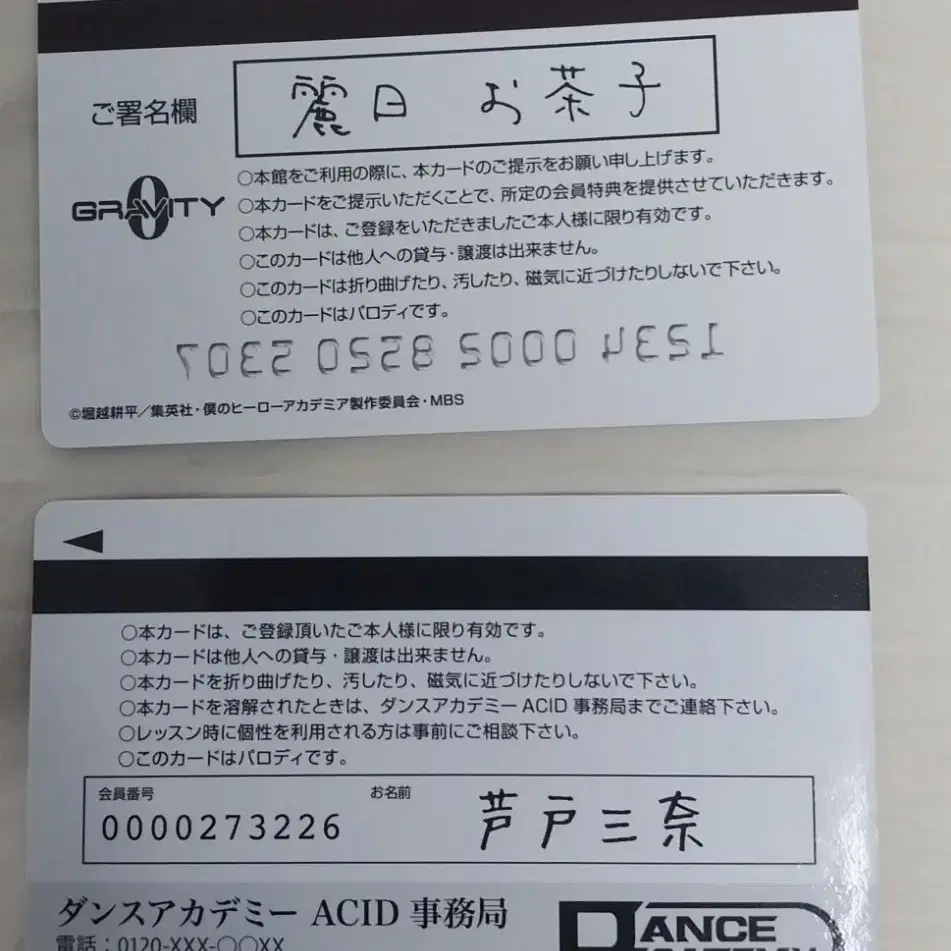 ご署名欄
麗日 お茶子
GRAVITY
0
○本館をご利用の際に、本カードのご提示をお願い申し上げます。
○本カードをご提示いただくことで、所定の会員特典を提供させていただきます。
○本カードは、ご登録をいただきましたご本人様に限り有効です。
○このカードは他人への貸与・譲渡は出来ません。
○このカードは折り曲げたり、汚したり、磁気に近づけたりしないで下さい。
○このカードはパロディです。
1234 0002 8520 5307
©堀越耕平／集英社・僕のヒーローアカデミア製作委員会・MBS
○本カードは、ご登録頂いたご本人様に限り有効です。
○本カードは他人への貸与・譲渡は出来ません。
○本カードを折り曲げたり、汚したり、磁気に近づけたりしないで下さい。
○本カードを溶解されたときは、ダンスアカデミー ACID 事務局までご連絡下さい。
○レッスン時に個性を利用される方は事前にご相談下さい。
○このカードはパロディです。
会員番号 お名前
0000273226 芦戸三奈
ダンスアカデミー ACID 事務局
電話：0120-XXX-○○XX
DANCE